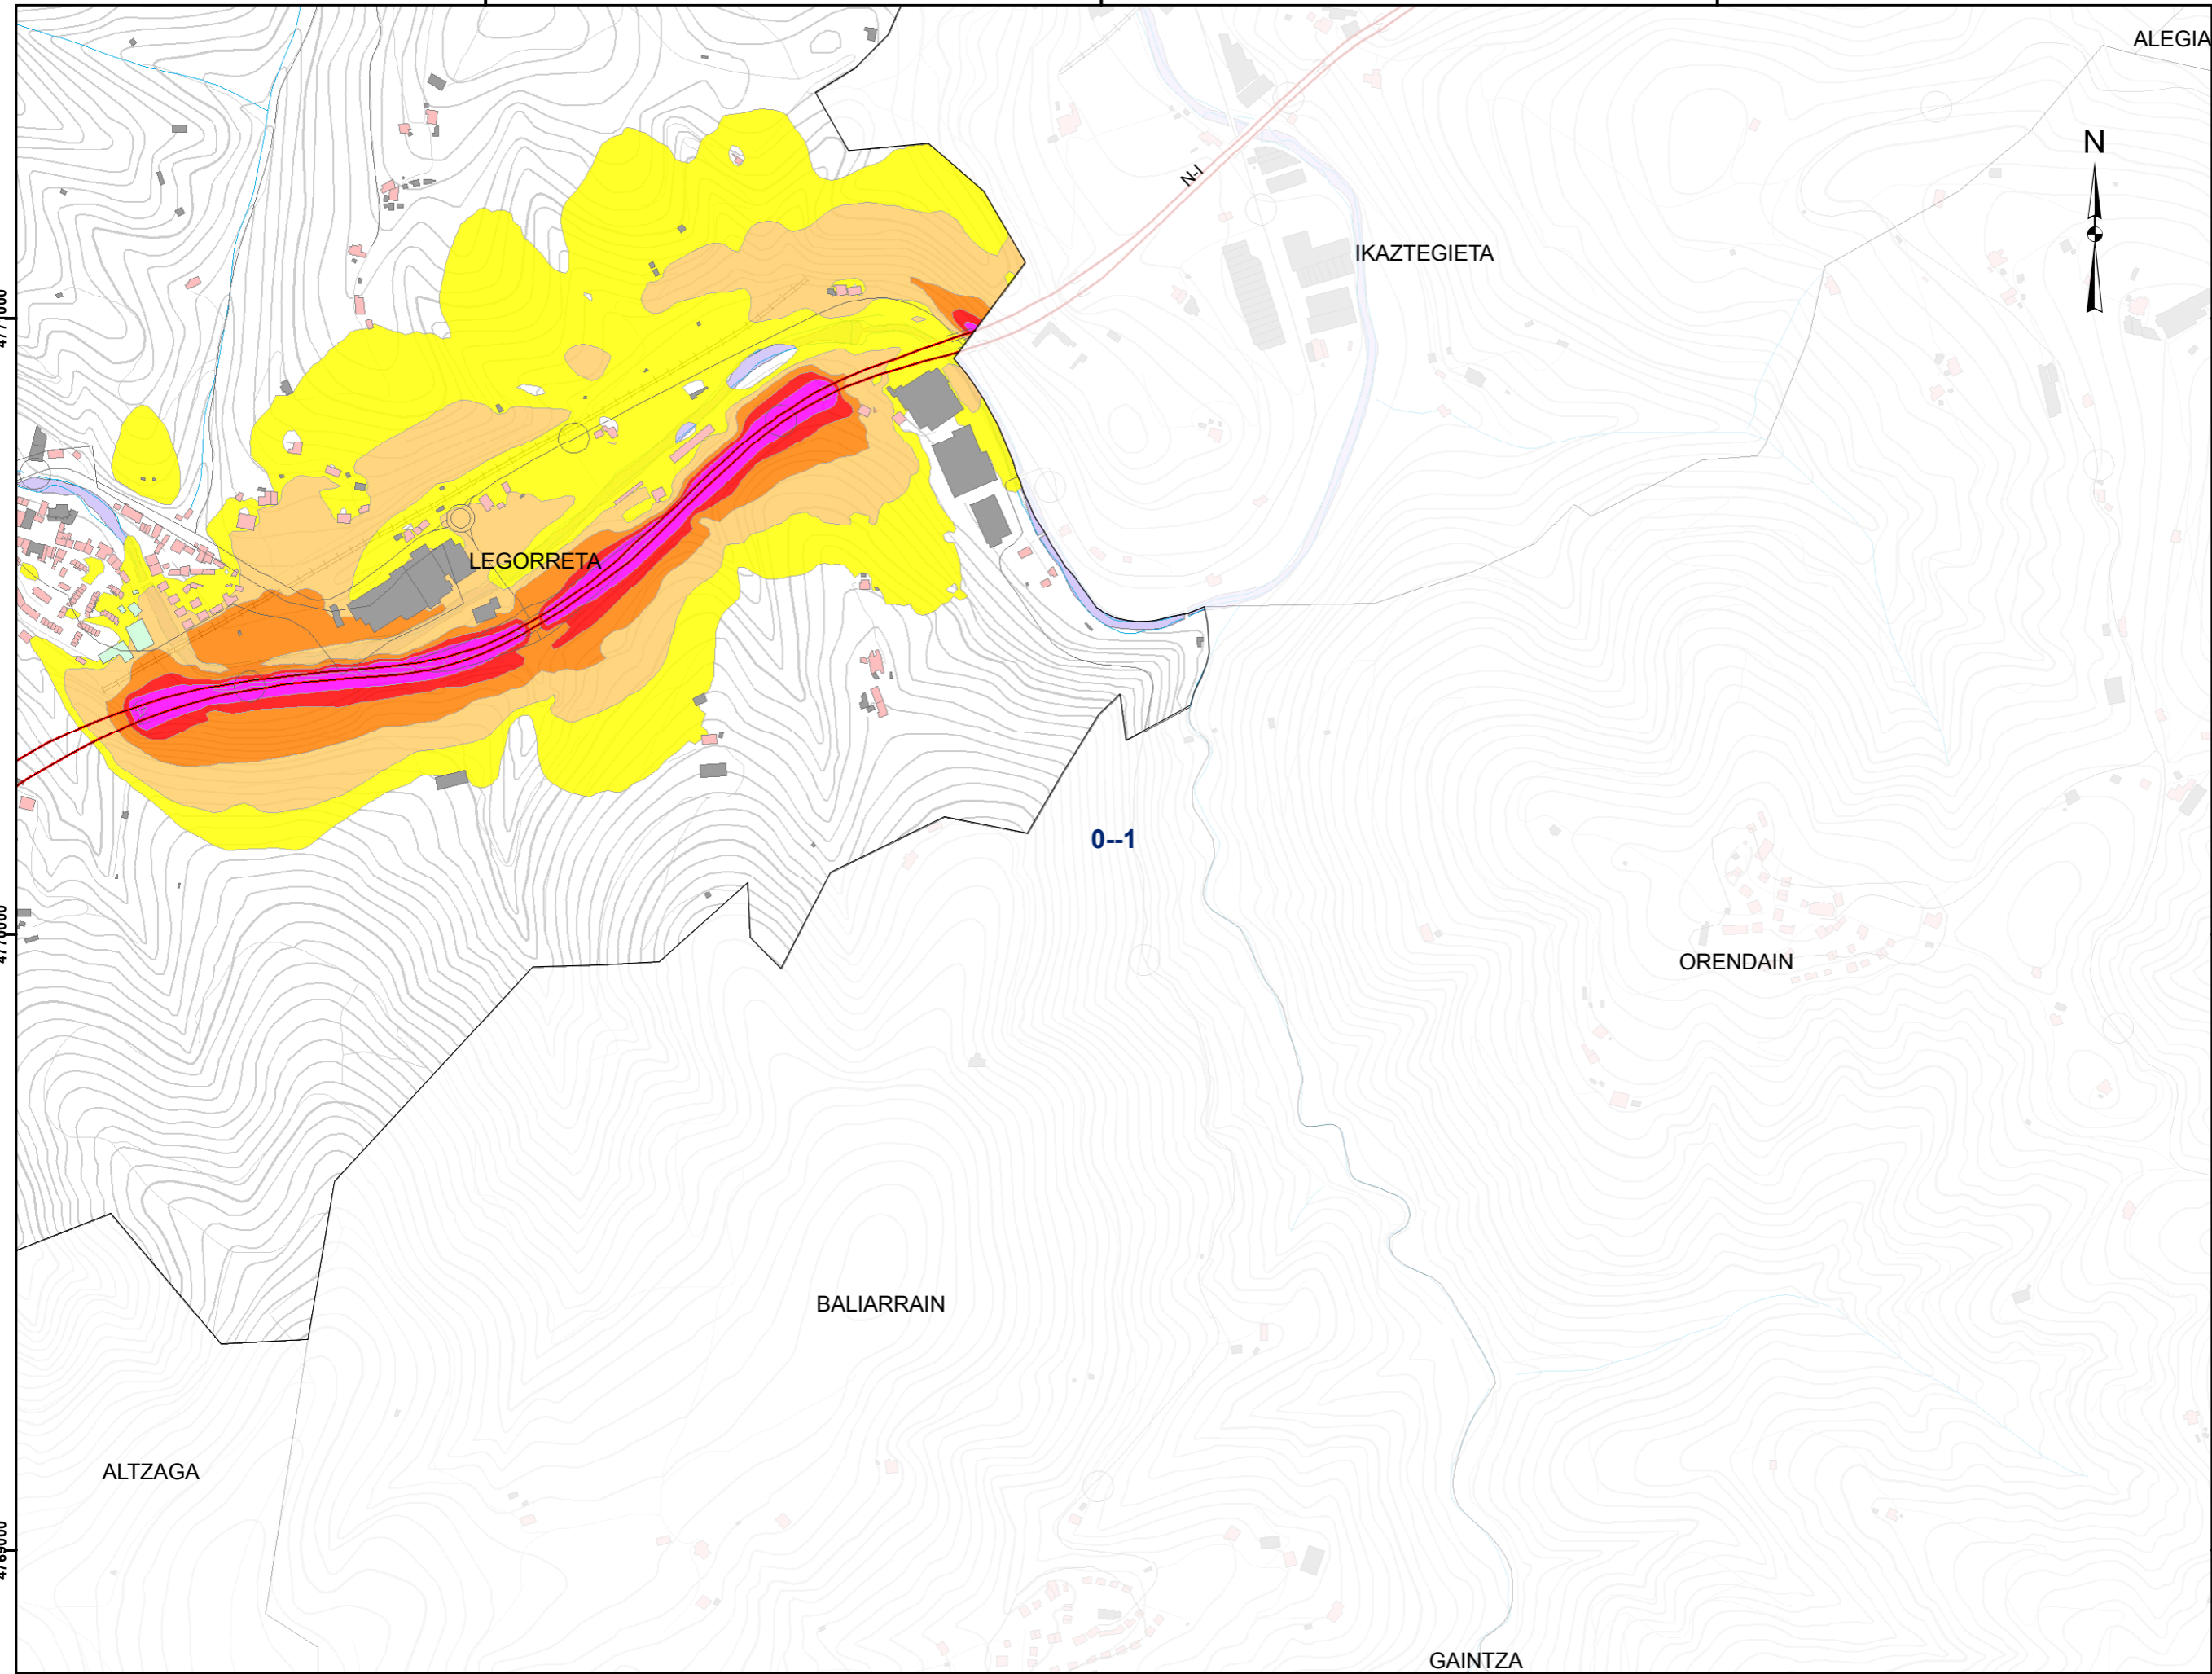 ALEGIA
N
N-I
IKAZTEGIETA
LEGORRETA
0--1
ORENDAIN
BALIARRAIN
ALTZAGA
GAINTZA